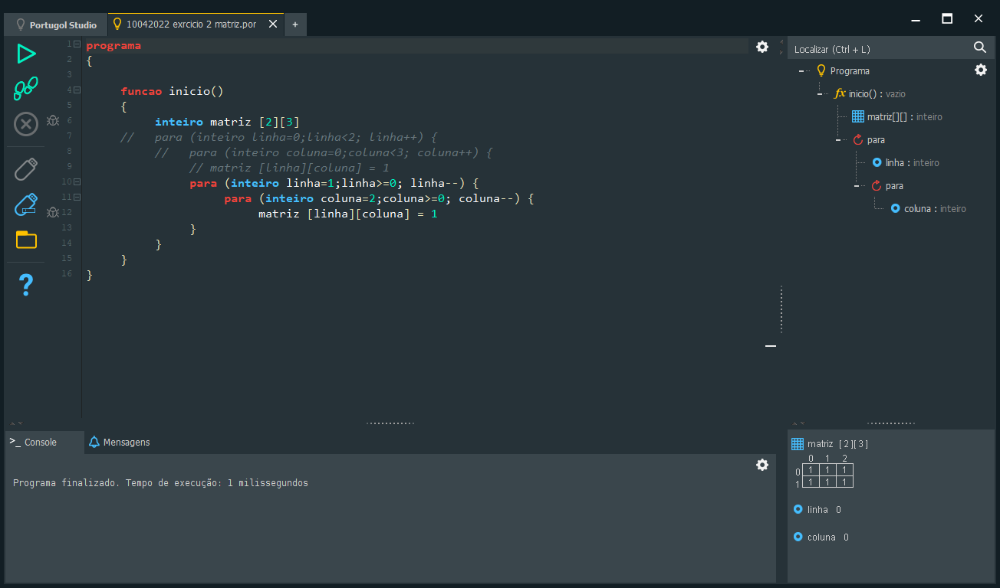 Portugol Studio
10042022 exrcicio 2 matriz.por
+
1 programa
2 {
3
4 funcao inicio()
5 {
6 inteiro matriz [2][3]
7 // para (inteiro linha=0;linha<2; linha++) {
8 // para (inteiro coluna=0;coluna<3; coluna++) {
9 // matriz [linha][coluna] = 1
10 para (inteiro linha=1;linha>=0; linha--) {
11 para (inteiro coluna=2;coluna>=0; coluna--) {
12 matriz [linha][coluna] = 1
13 }
14 }
15 }
16 }
Localizar (Ctrl + L)
Programa
fx inicio() : vazio
matriz[][] : inteiro
para
linha : inteiro
para
coluna : inteiro
?
>_ Console
Mensagens
Programa finalizado. Tempo de execução: 1 milissegundos
matriz [2][3]
0 1 2
0 1 1 1
1 1 1 1
linha 0
coluna 0